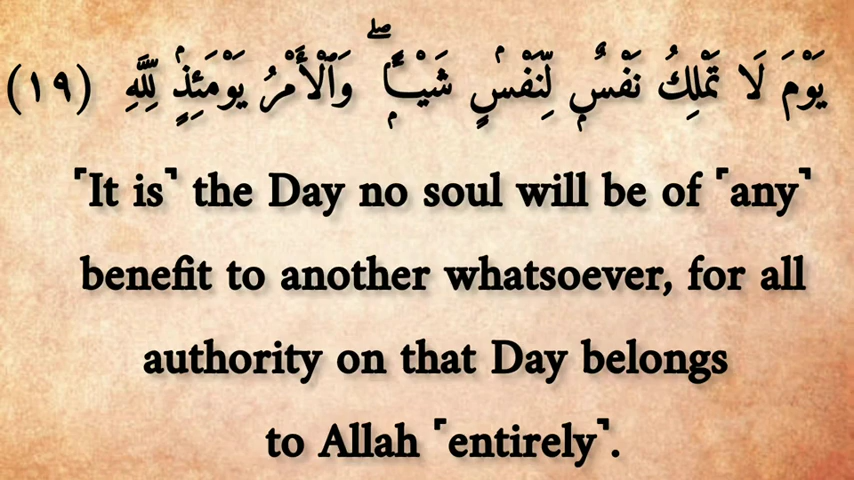 يَوْمَ لَا تَمْلِكُ نَفْسٌۭ لِّنَفْسٍۢ شَيْـًۭٔا ۖ وَٱلْأَمْرُ يَوْمَئِذٍۢ لِّلَّهِ (١٩)
⸢It is⸣ the Day no soul will be of ⸢any⸣
benefit to another whatsoever, for all
authority on that Day belongs
to Allah ⸢entirely⸣.